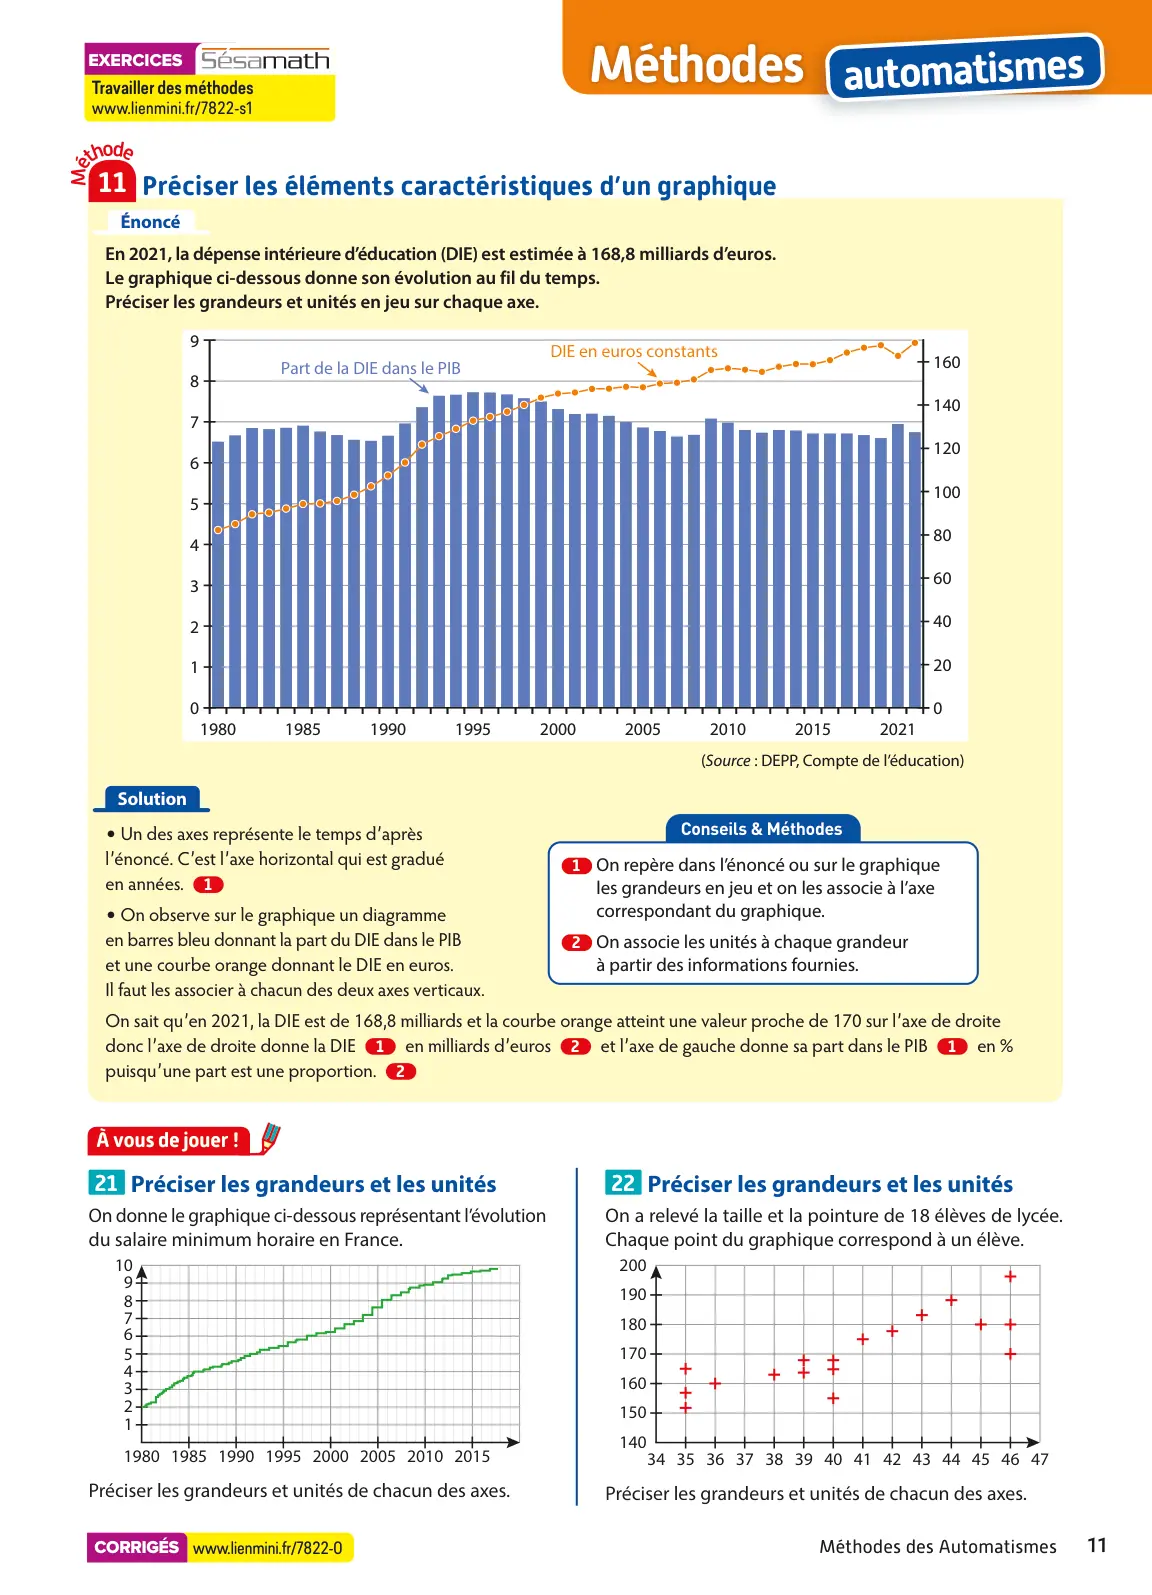 EXERCICES Sésamath
Travailler des méthodes
www.lienmini.fr/7822-s1
Méthodes automatismes
Méthode
11 Préciser les éléments caractéristiques d'un graphique
Énoncé
En 2021, la dépense intérieure d'éducation (DIE) est estimée à 168,8 milliards d'euros.
Le graphique ci-dessous donne son évolution au fil du temps.
Préciser les grandeurs et unités en jeu sur chaque axe.
DIE en euros constants
Part de la DIE dans le PIB
9
8
7
6
5
4
3
2
1
0
160
140
120
100
80
60
40
20
0
1980 1985 1990 1995 2000 2005 2010 2015 2021
(Source : DEPP, Compte de l'éducation)
Solution
• Un des axes représente le temps d'après
l'énoncé. C'est l'axe horizontal qui est gradué
en années. 1
• On observe sur le graphique un diagramme
en barres bleu donnant la part du DIE dans le PIB
et une courbe orange donnant le DIE en euros.
Il faut les associer à chacun des deux axes verticaux.
Conseils & Méthodes
1 On repère dans l'énoncé ou sur le graphique
les grandeurs en jeu et on les associe à l'axe
correspondant du graphique.
2 On associe les unités à chaque grandeur
à partir des informations fournies.
On sait qu'en 2021, la DIE est de 168,8 milliards et la courbe orange atteint une valeur proche de 170 sur l'axe de droite
donc l'axe de droite donne la DIE 1 en milliards d'euros 2 et l'axe de gauche donne sa part dans le PIB 1 en %
puisqu'une part est une proportion. 2
À vous de jouer !
21 Préciser les grandeurs et les unités
On donne le graphique ci-dessous représentant l'évolution
du salaire minimum horaire en France.
10
9
8
7
6
5
4
3
2
1
1980 1985 1990 1995 2000 2005 2010 2015
Préciser les grandeurs et unités de chacun des axes.
22 Préciser les grandeurs et les unités
On a relevé la taille et la pointure de 18 élèves de lycée.
Chaque point du graphique correspond à un élève.
200
190
180
170
160
150
140
34 35 36 37 38 39 40 41 42 43 44 45 46 47
Préciser les grandeurs et unités de chacun des axes.
CORRIGÉS www.lienmini.fr/7822-0
Méthodes des Automatismes 11